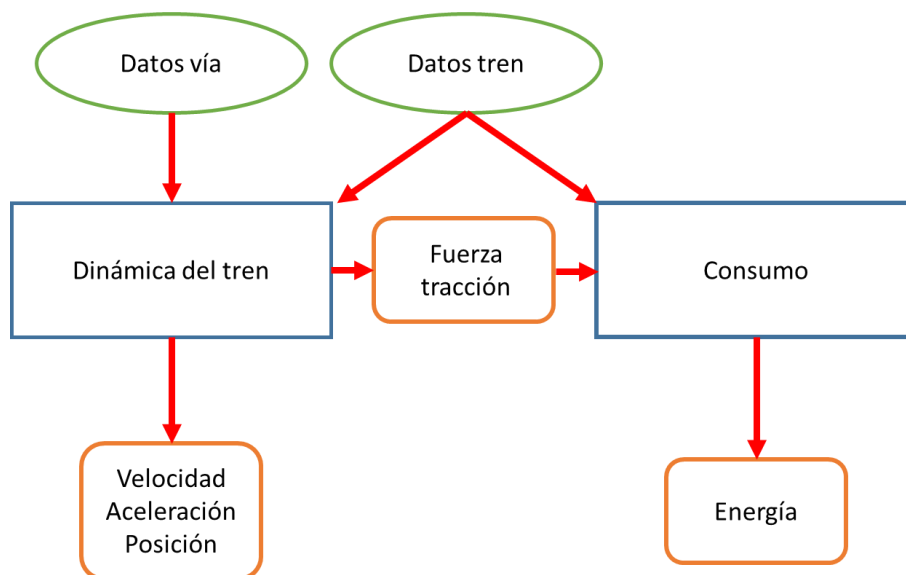 Datos vía
Datos tren
Dinámica del tren
Fuerza
tracción
Consumo
Velocidad
Aceleración
Posición
Energía